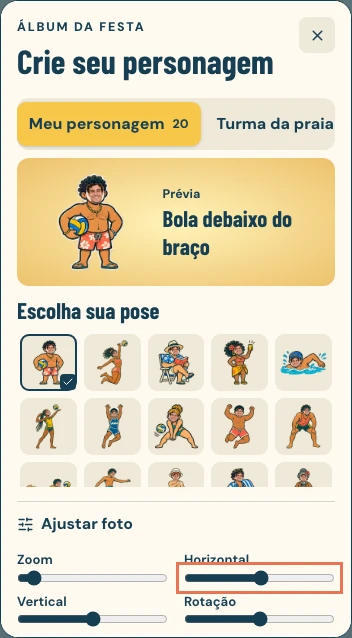 ÁLBUM DA FESTA
Crie seu personagem
Meu personagem 20
Turma da praia
Prévia
Bola debaixo do
braço
Escolha sua pose
Ajustar foto
Zoom
Horizontal
Vertical
Rotação